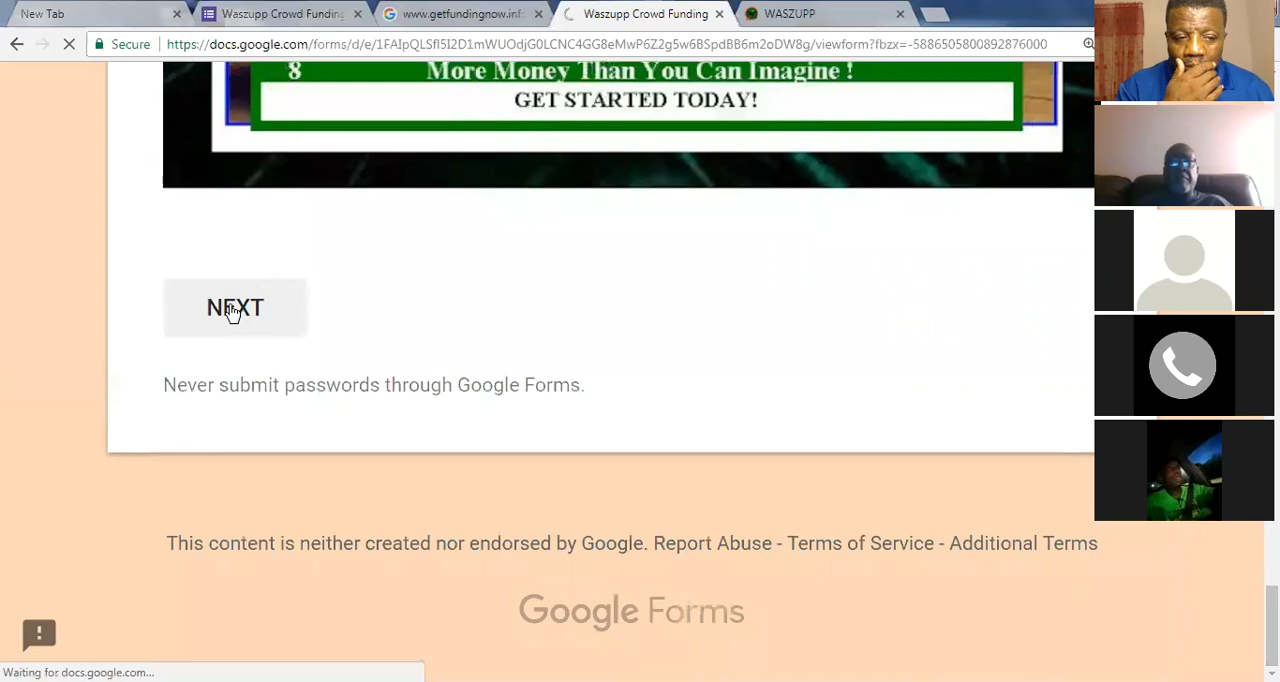 New Tab
Waszupp Crowd Funding
www.getfundingnow.inf
Waszupp Crowd Funding
WASZUPP
Secure
https://docs.google.com/forms/d/e/1FAIpQLSfl5I2D1mWUOdjG0LCNC4GG8eMwP6Z2g5w6BSpdBB6m2oDW8g/viewform?fbzx=-5886505800892876000
8 More Money Than You Can Imagine !
GET STARTED TODAY!
NEXT
Never submit passwords through Google Forms.
This content is neither created nor endorsed by Google. Report Abuse - Terms of Service - Additional Terms
Google Forms
Waiting for docs.google.com...